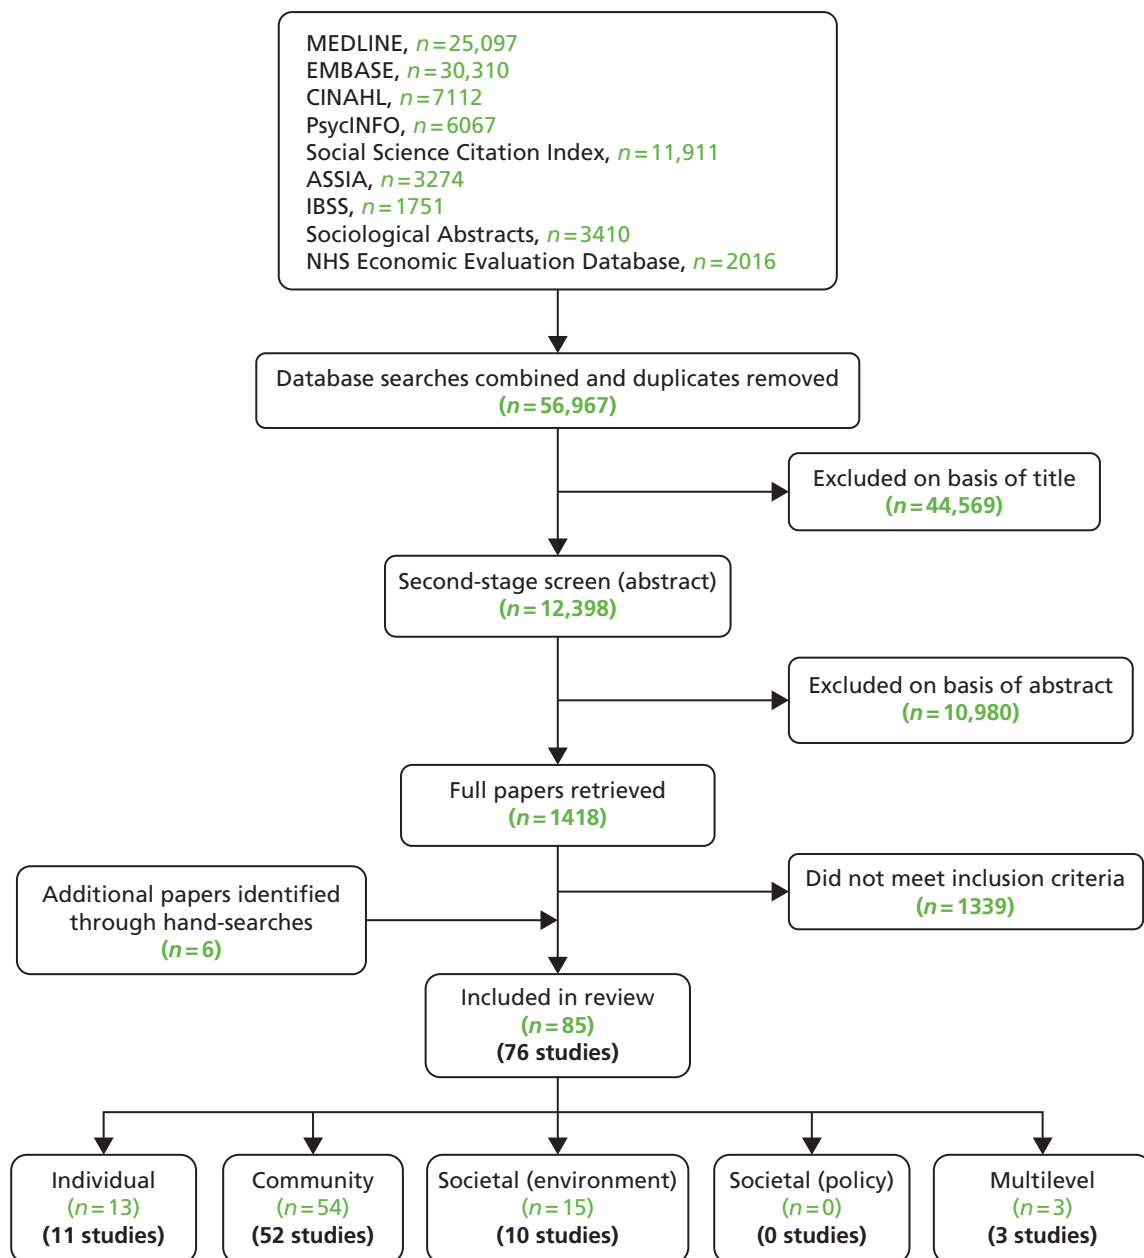 MEDLINE, n=25,097
EMBASE, n=30,310
CINAHL, n=7112
PsycINFO, n=6067
Social Science Citation Index, n=11,911
ASSIA, n=3274
IBSS, n=1751
Sociological Abstracts, n=3410
NHS Economic Evaluation Database, n=2016
Database searches combined and duplicates removed
(n=56,967)
Excluded on basis of title
(n=44,569)
Second-stage screen (abstract)
(n=12,398)
Excluded on basis of abstract
(n=10,980)
Full papers retrieved
(n=1418)
Did not meet inclusion criteria
(n=1339)
Additional papers identified
through hand-searches
(n=6)
Included in review
(n=85)
(76 studies)
Individual
(n=13)
(11 studies)
Community
(n=54)
(52 studies)
Societal (environment)
(n=15)
(10 studies)
Societal (policy)
(n=0)
(0 studies)
Multilevel
(n=3)
(3 studies)